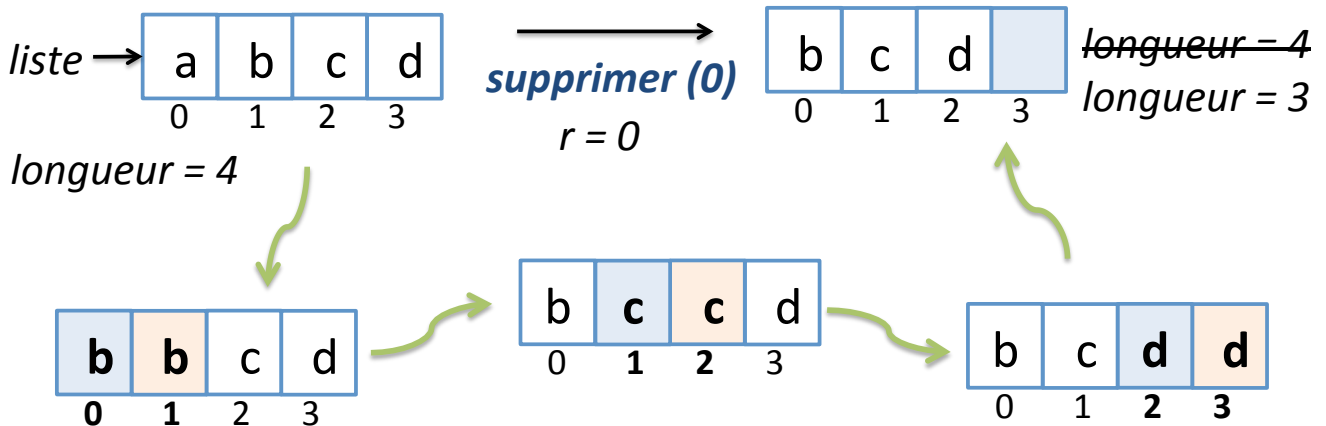 liste a b c d
0 1 2 3
longueur = 4
supprimer (0)
r = 0
b c d
0 1 2 3
longueur = 4
longueur = 3
b b c d
0 1 2 3
b c c d
0 1 2 3
b c d d
0 1 2 3